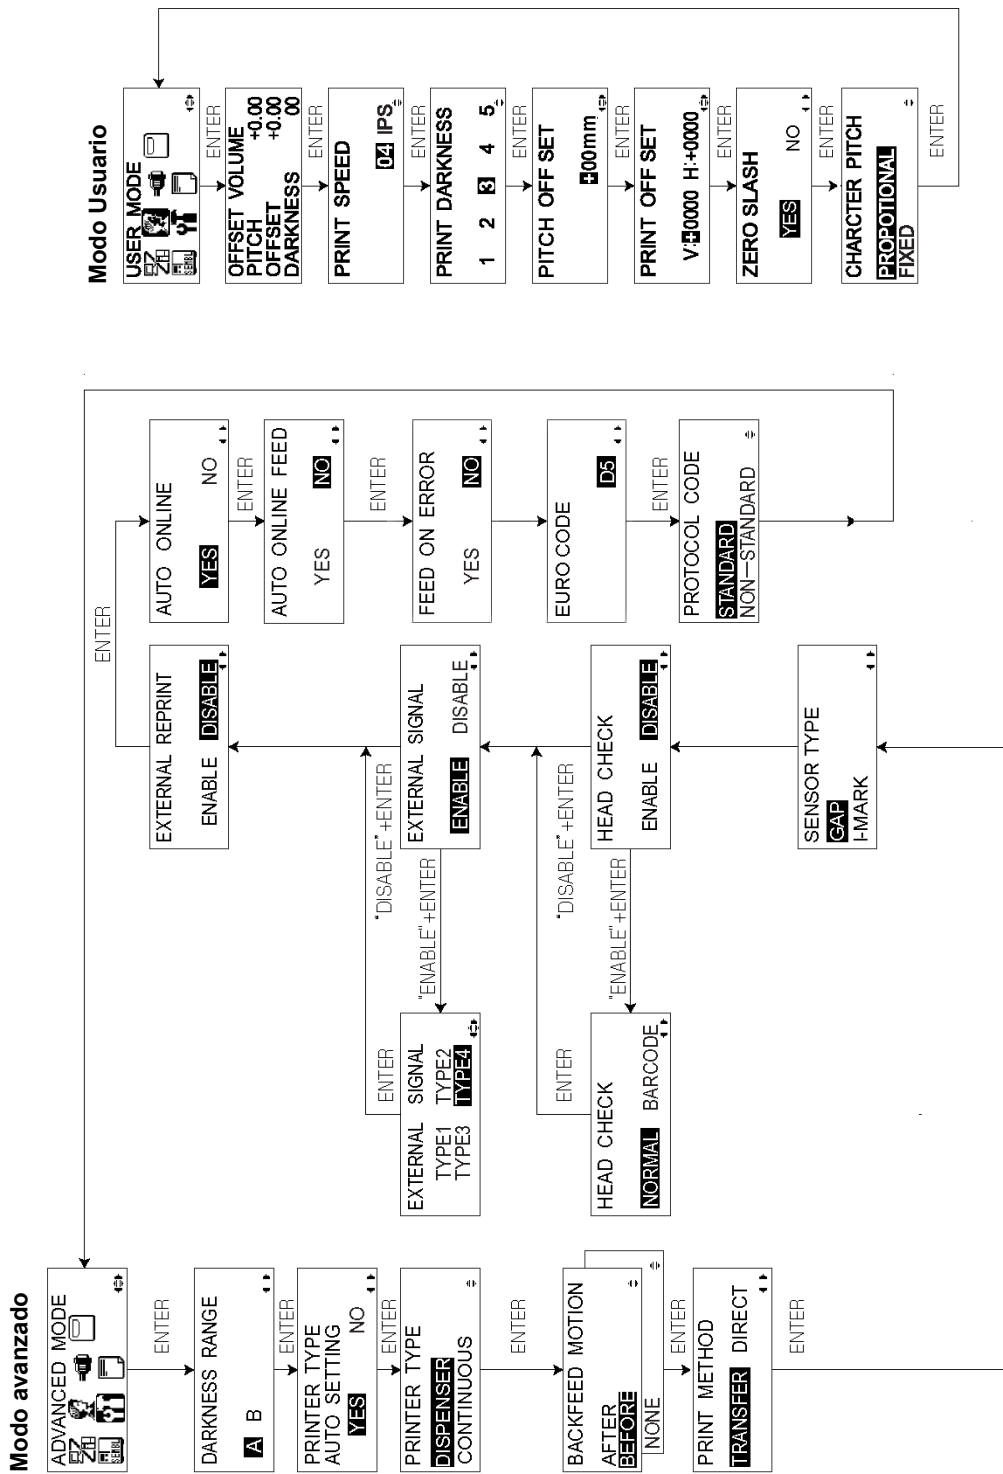 Modo avanzado
ADVANCED MODE
ENTER
DARKNESS RANGE
A B
ENTER
PRINTER TYPE
AUTO SETTING
YES NO
ENTER
PRINTER TYPE
DISPENSER
CONTINUOUS
ENTER
BACKFEED MOTION
AFTER
BEFORE
NONE
ENTER
PRINT METHOD
TRANSFER DIRECT
ENTER
SENSOR TYPE
GAP
I-MARK
HEAD CHECK
ENABLE DISABLE
"ENABLE"+ENTER
"DISABLE"+ENTER
HEAD CHECK
NORMAL BARCODE
ENTER
EXTERNAL SIGNAL
ENABLE DISABLE
"ENABLE"+ENTER
"DISABLE"+ENTER
EXTERNAL SIGNAL
TYPE1 TYPE2
TYPE3 TYPE4
ENTER
EXTERNAL REPRINT
ENABLE DISABLE
ENTER
AUTO ONLINE
YES NO
ENTER
AUTO ONLINE FEED
YES NO
ENTER
FEED ON ERROR
YES NO
EURO CODE
D5
ENTER
PROTOCOL CODE
STANDARD
NON-STANDARD
Modo Usuario
USER MODE
ENTER
OFFSET VOLUME
PITCH +0.00
OFFSET +0.00
DARKNESS 00
ENTER
PRINT SPEED
04 IPS
ENTER
PRINT DARKNESS
1 2 3 4 5
ENTER
PITCH OFF SET
+00mm
ENTER
PRINT OFF SET
V:+0000 H:+0000
ENTER
ZERO SLASH
YES NO
ENTER
CHARCTER PITCH
PROPOTIONAL
FIXED
ENTER